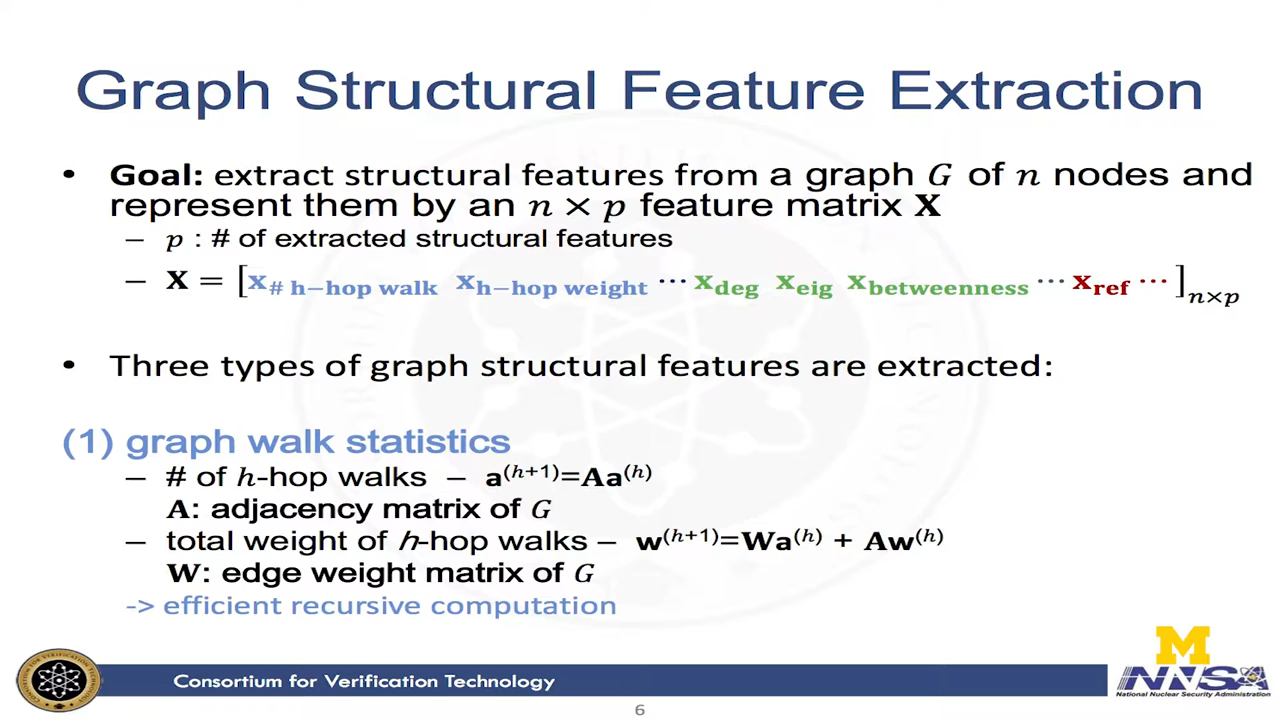 Graph Structural Feature Extraction
• Goal: extract structural features from a graph G of n nodes and
represent them by an n × p feature matrix X
– p : # of extracted structural features
– X = [x# h−hop walk xh−hop weight ⋯ xdeg xeig xbetweenness ⋯ xref ⋯ ]n×p
• Three types of graph structural features are extracted:
(1) graph walk statistics
– # of h-hop walks – a(h+1)=Aa(h)
A: adjacency matrix of G
– total weight of h-hop walks – w(h+1)=Wa(h) + Aw(h)
W: edge weight matrix of G
-> efficient recursive computation
Consortium for Verification Technology
M
NNSA
National Nuclear Security Administration
6